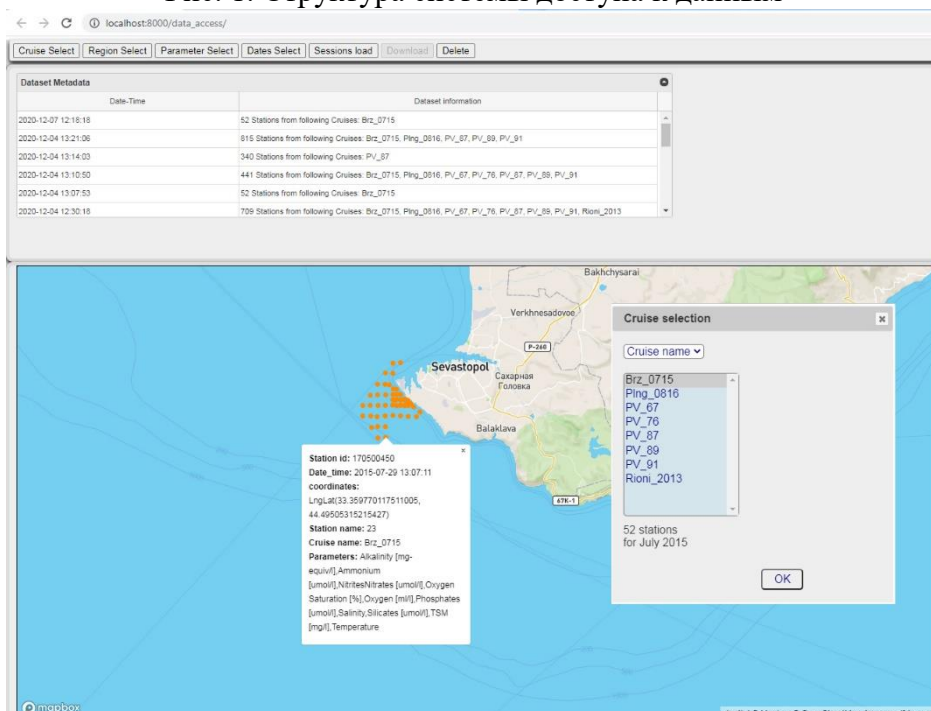 Рис. 1. Структура системы доступа к данным
localhost:8000/data_access/
Cruise Select Region Select Parameter Select Dates Select Sessions load Download Delete
Dataset Metadata
Date-Time Dataset information
2020-12-07 12:18:18 52 Stations from following Cruises: Brz_0715
2020-12-04 13:21:06 815 Stations from following Cruises: Brz_0715, Plng_0816, PV_87, PV_89, PV_91
2020-12-04 13:14:03 340 Stations from following Cruises: PV_87
2020-12-04 13:10:50 441 Stations from following Cruises: Brz_0715, Plng_0816, PV_67, PV_76, PV_87, PV_89, PV_91
2020-12-04 13:07:53 52 Stations from following Cruises: Brz_0715
2020-12-04 12:30:18 709 Stations from following Cruises: Brz_0715, Plng_0816, PV_67, PV_76, PV_87, PV_89, PV_91, Rioni_2013
Bakhchysarai
Verkhnesadovoe
P-260
Sevastopol
Сахарная
Головка
Balaklava
67K-1
Station id: 170500450
Date_time: 2015-07-29 13:07:11
coordinates:
LngLat(33.359770117511005,
44.49505315215427)
Station name: 23
Cruise name: Brz_0715
Parameters: Alkalinity [mg-
equiv/l],Ammonium
[umol/l],NitritesNitrates [umol/l],Oxygen
Saturation [%],Oxygen [ml/l],Phosphates
[umol/l],Salinity,Silicates [umol/l],TSM
[mg/l],Temperature
Cruise selection
Cruise name
Brz_0715
Plng_0816
PV_67
PV_76
PV_87
PV_89
PV_91
Rioni_2013
52 stations
for July 2015
OK
mapbox